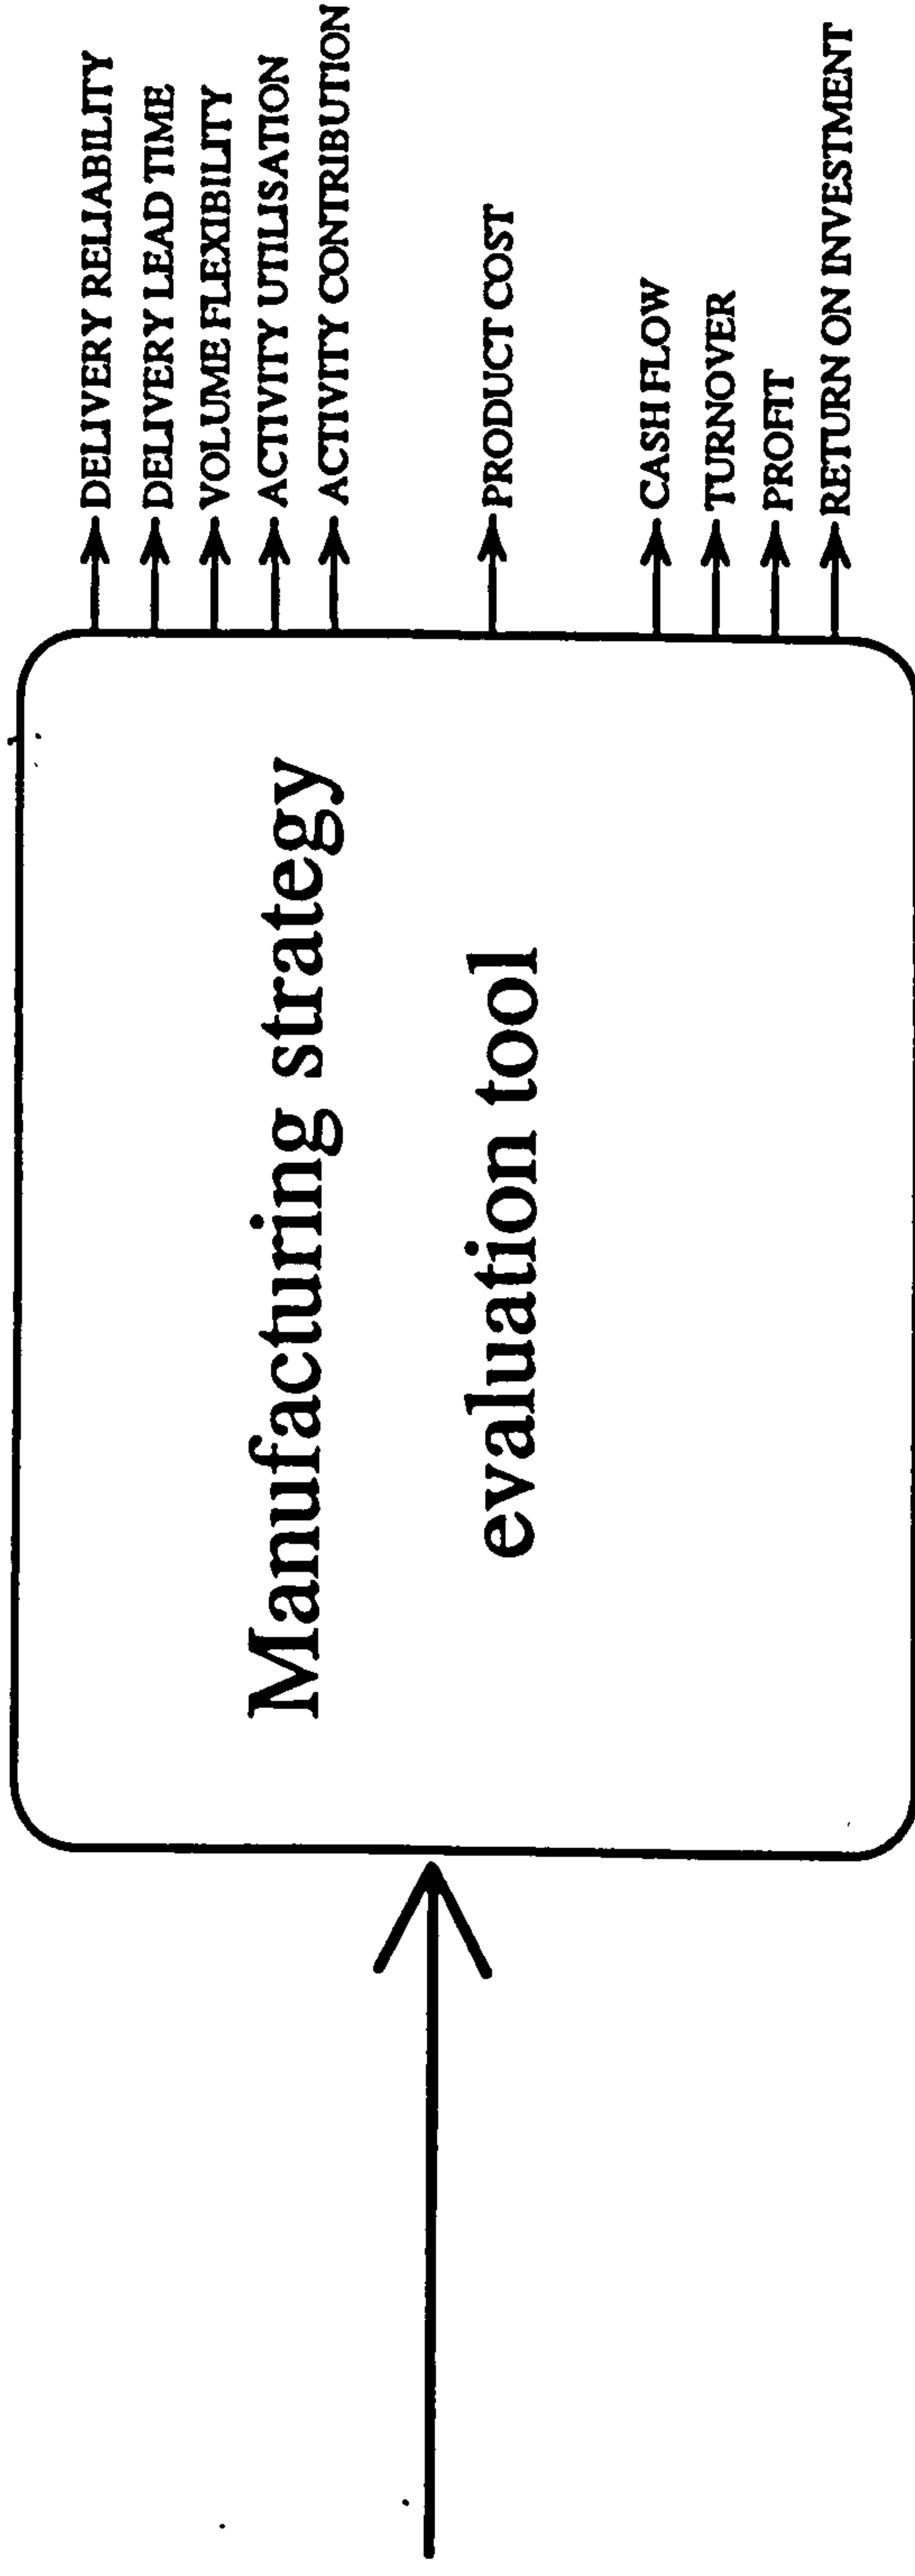 Manufacturing strategy
evaluation tool
DELIVERY RELIABILITY
DELIVERY LEAD TIME
VOLUME FLEXIBILITY
ACTIVITY UTILISATION
ACTIVITY CONTRIBUTION
PRODUCT COST
CASH FLOW
TURNOVER
PROFIT
RETURN ON INVESTMENT